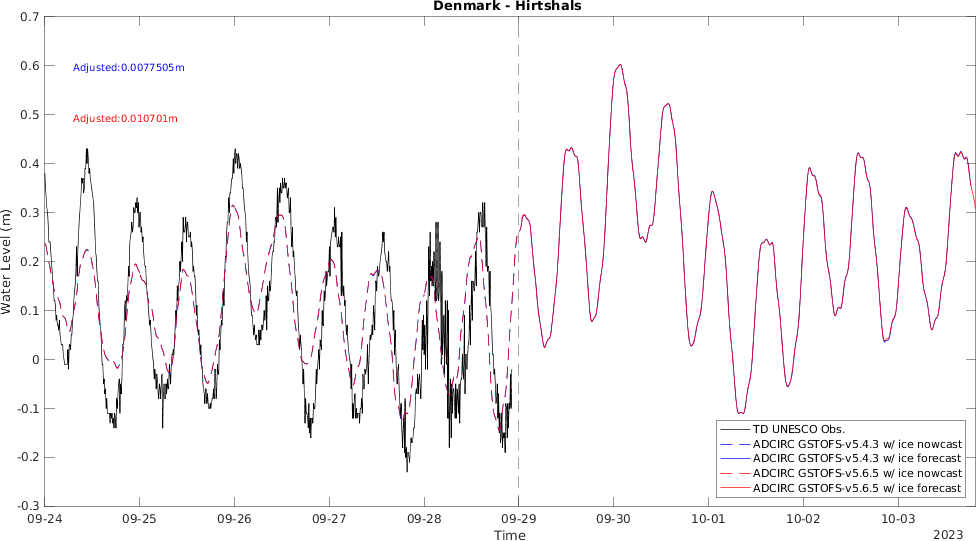 Denmark - Hirtshals
0.7
0.6
0.5
0.4
0.3
0.2
0.1
0
-0.1
-0.2
-0.3
Water Level (m)
Adjusted:0.0077505m
Adjusted:0.010701m
TD UNESCO Obs.
ADCIRC GSTOFS-v5.4.3 w/ ice nowcast
ADCIRC GSTOFS-v5.4.3 w/ ice forecast
ADCIRC GSTOFS-v5.6.5 w/ ice nowcast
ADCIRC GSTOFS-v5.6.5 w/ ice forecast
09-24 09-25 09-26 09-27 09-28 09-29 09-30 10-01 10-02 10-03
Time
2023